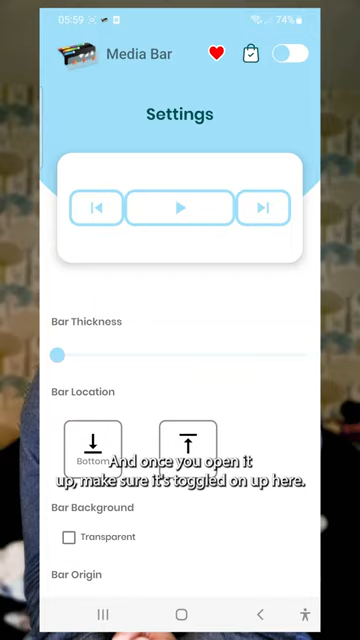 05:59
74%
Media Bar
Settings
Bar Thickness
Bar Location
Bottom
And once you open it
up, make sure it's toggled on up here.
Bar Background
Transparent
Bar Origin